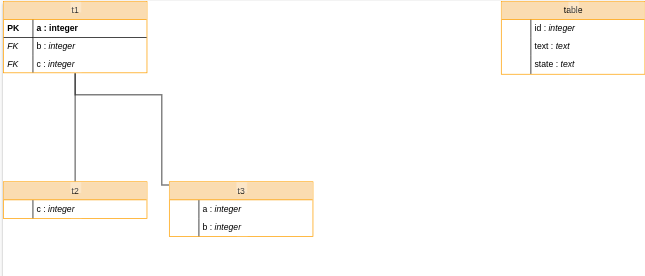 t1
PK a : integer
FK b : integer
FK c : integer
table
id : integer
text : text
state : text
t2
c : integer
t3
a : integer
b : integer